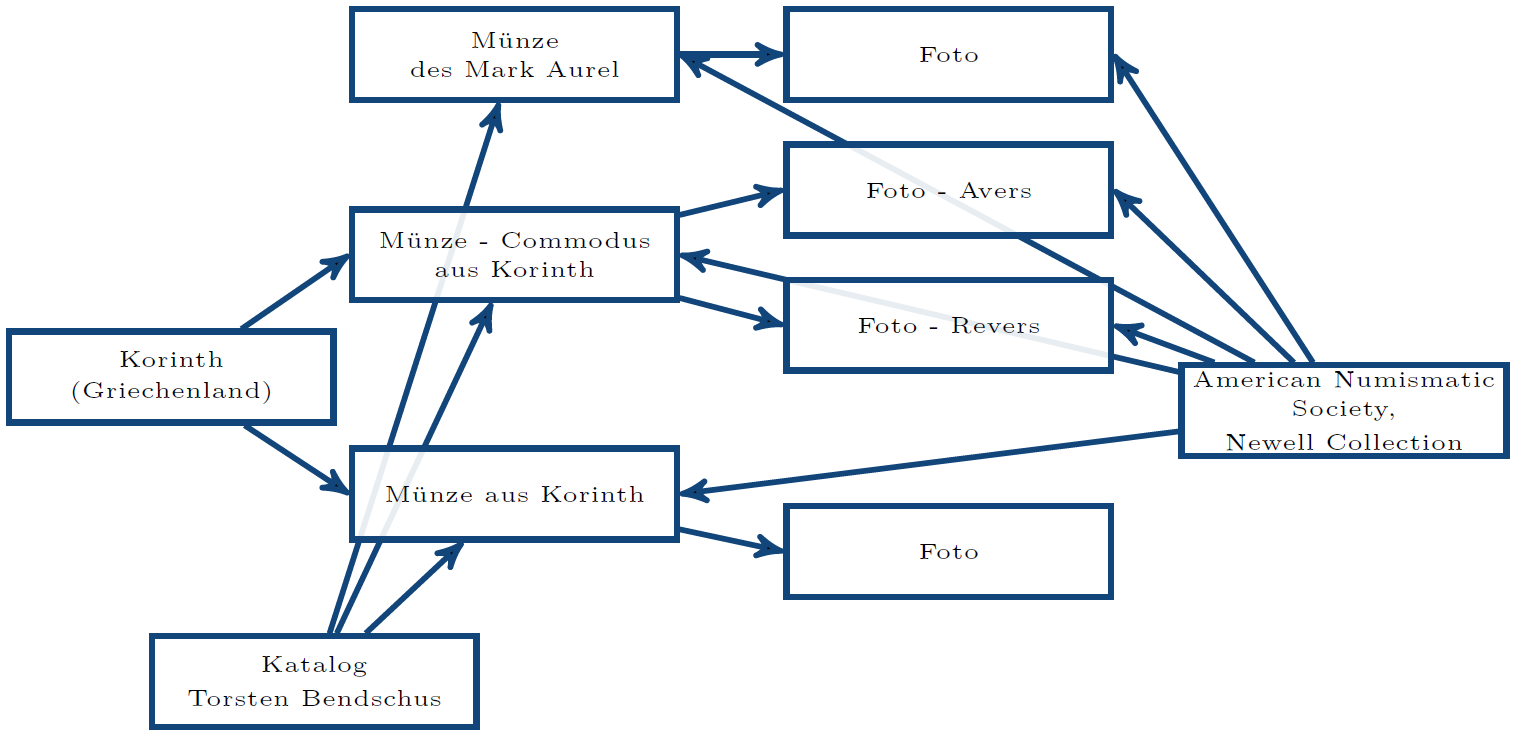 Münze
des Mark Aurel
Foto
Foto - Avers
Münze - Commodus
aus Korinth
Foto - Revers
Korinth
(Griechenland)
American Numismatic
Society,
Newell Collection
Münze aus Korinth
Foto
Katalog
Torsten Bendschus